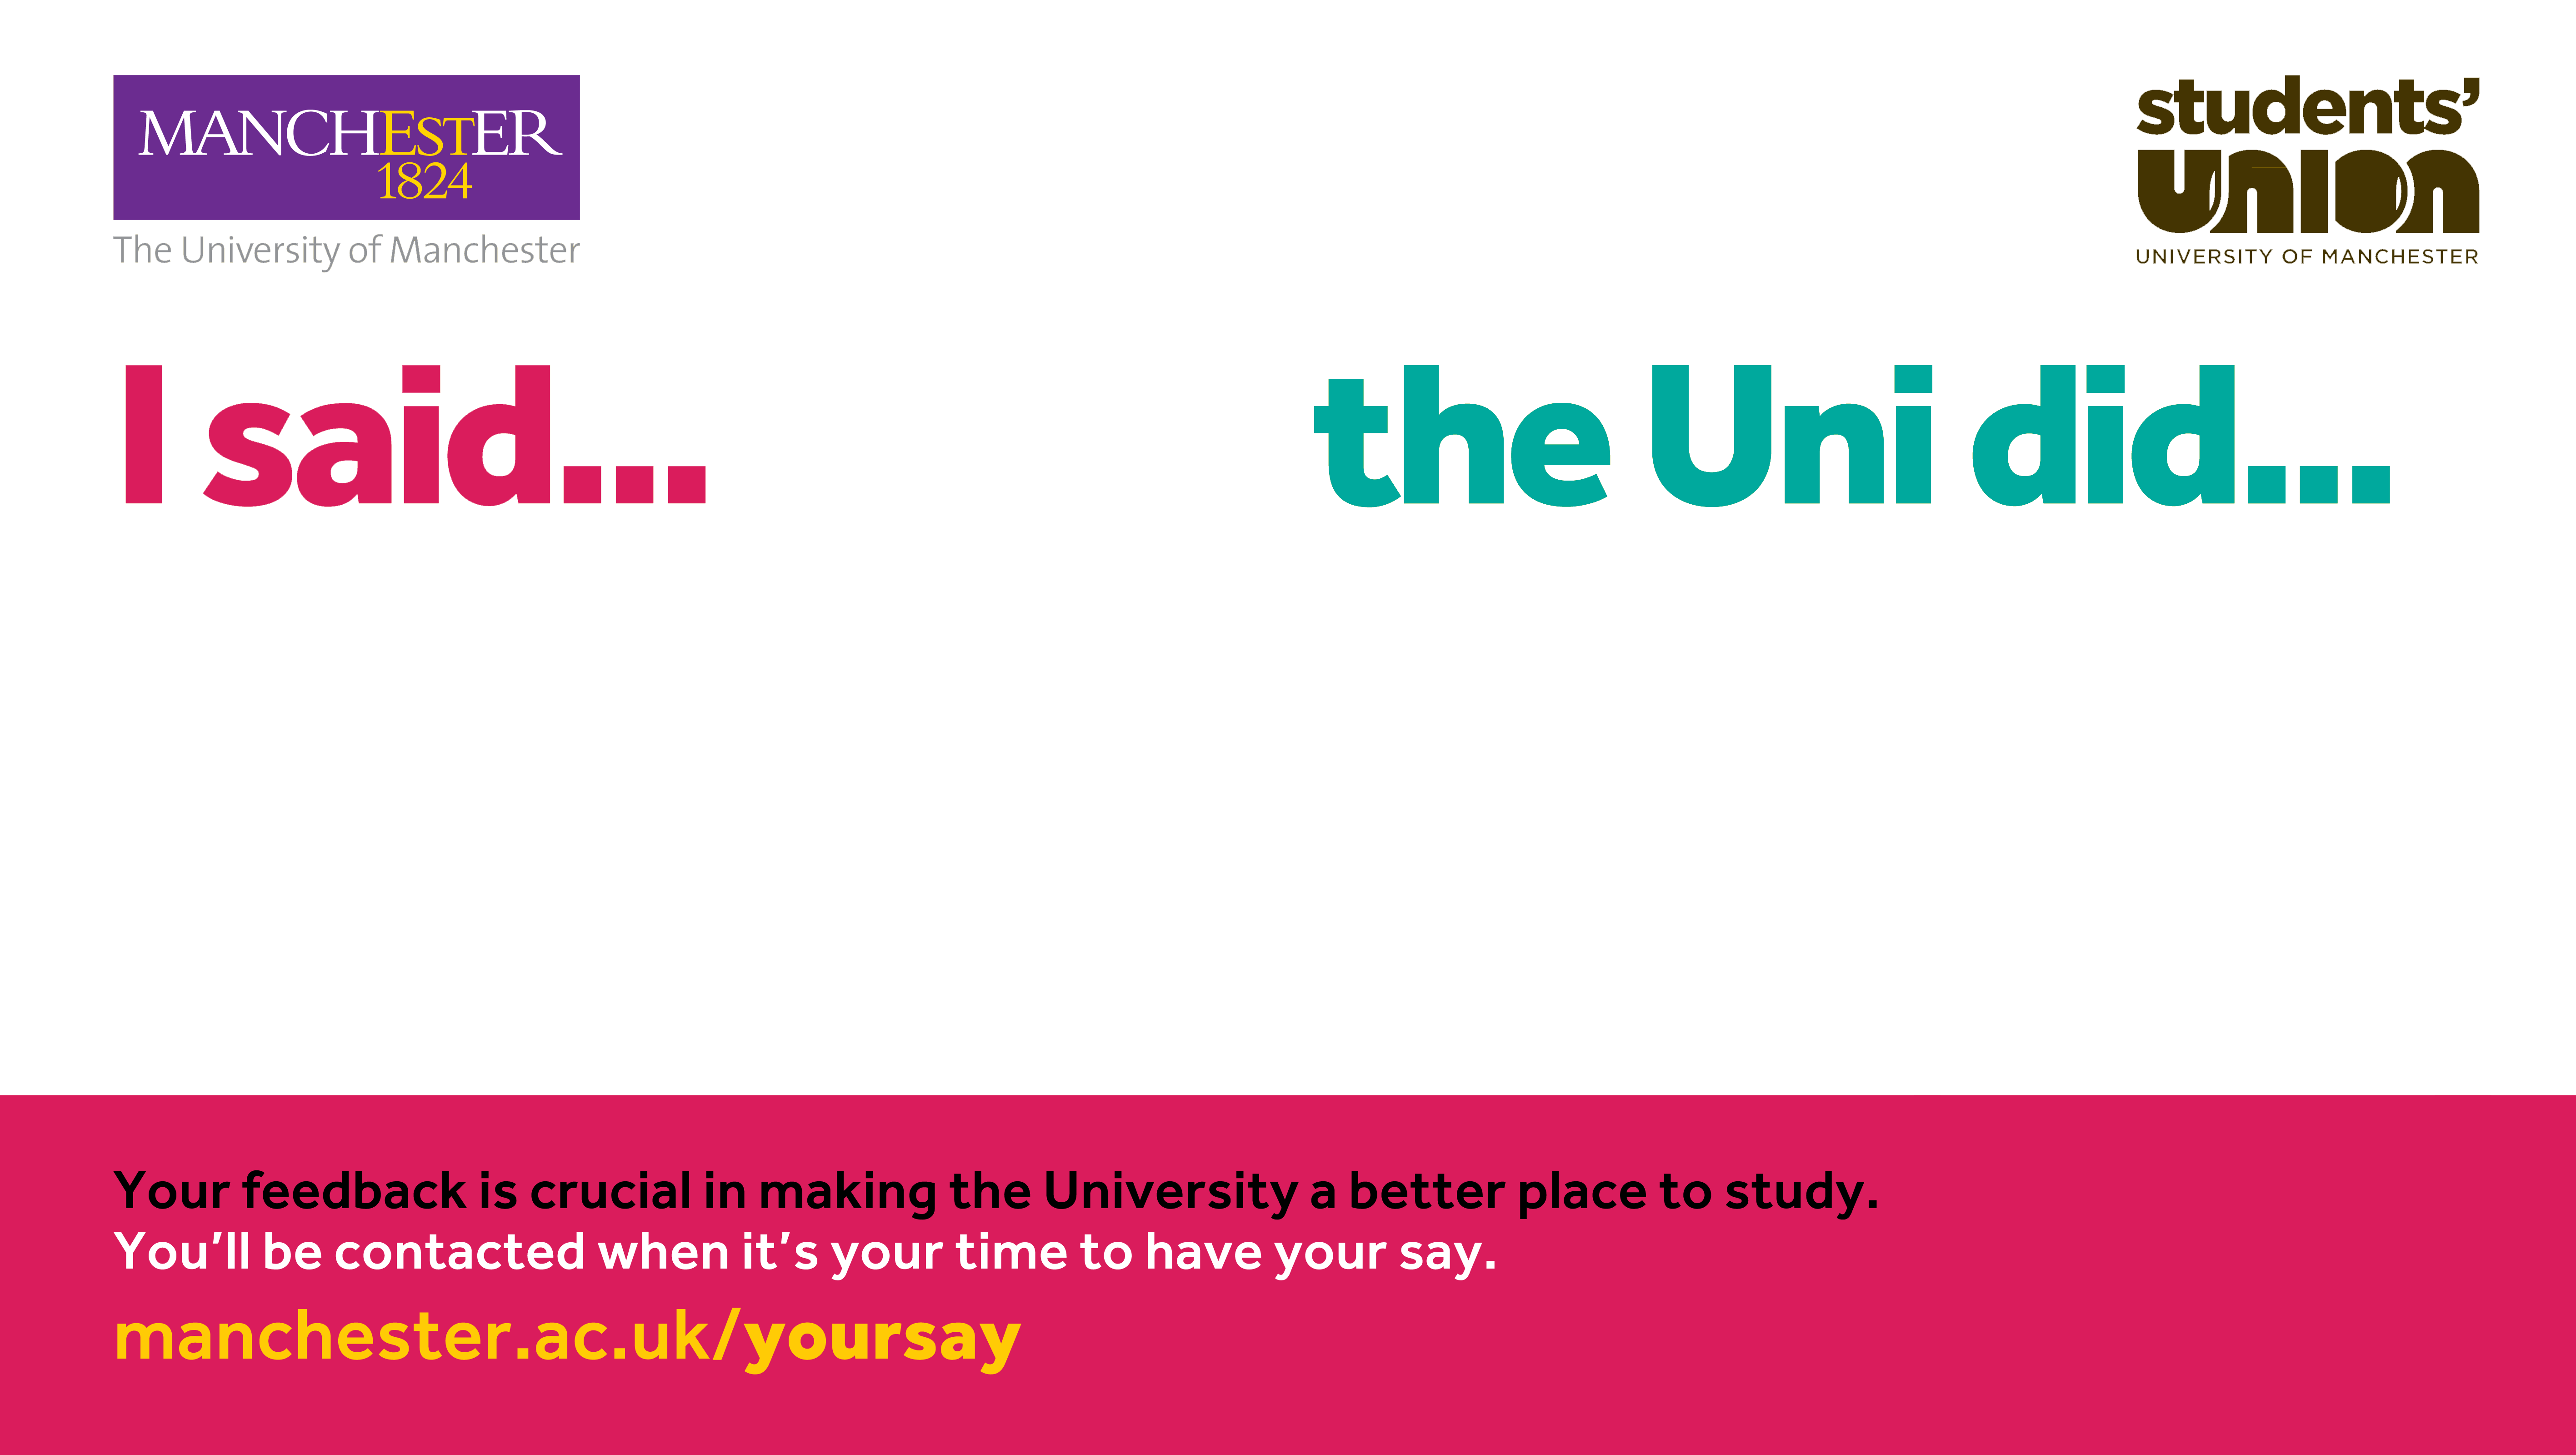 MANCHESTER
1824
The University of Manchester
students’
union
UNIVERSITY OF MANCHESTER
I said...
the Uni did...
Your feedback is crucial in making the University a better place to study.
You’ll be contacted when it’s your time to have your say.
manchester.ac.uk/yoursay